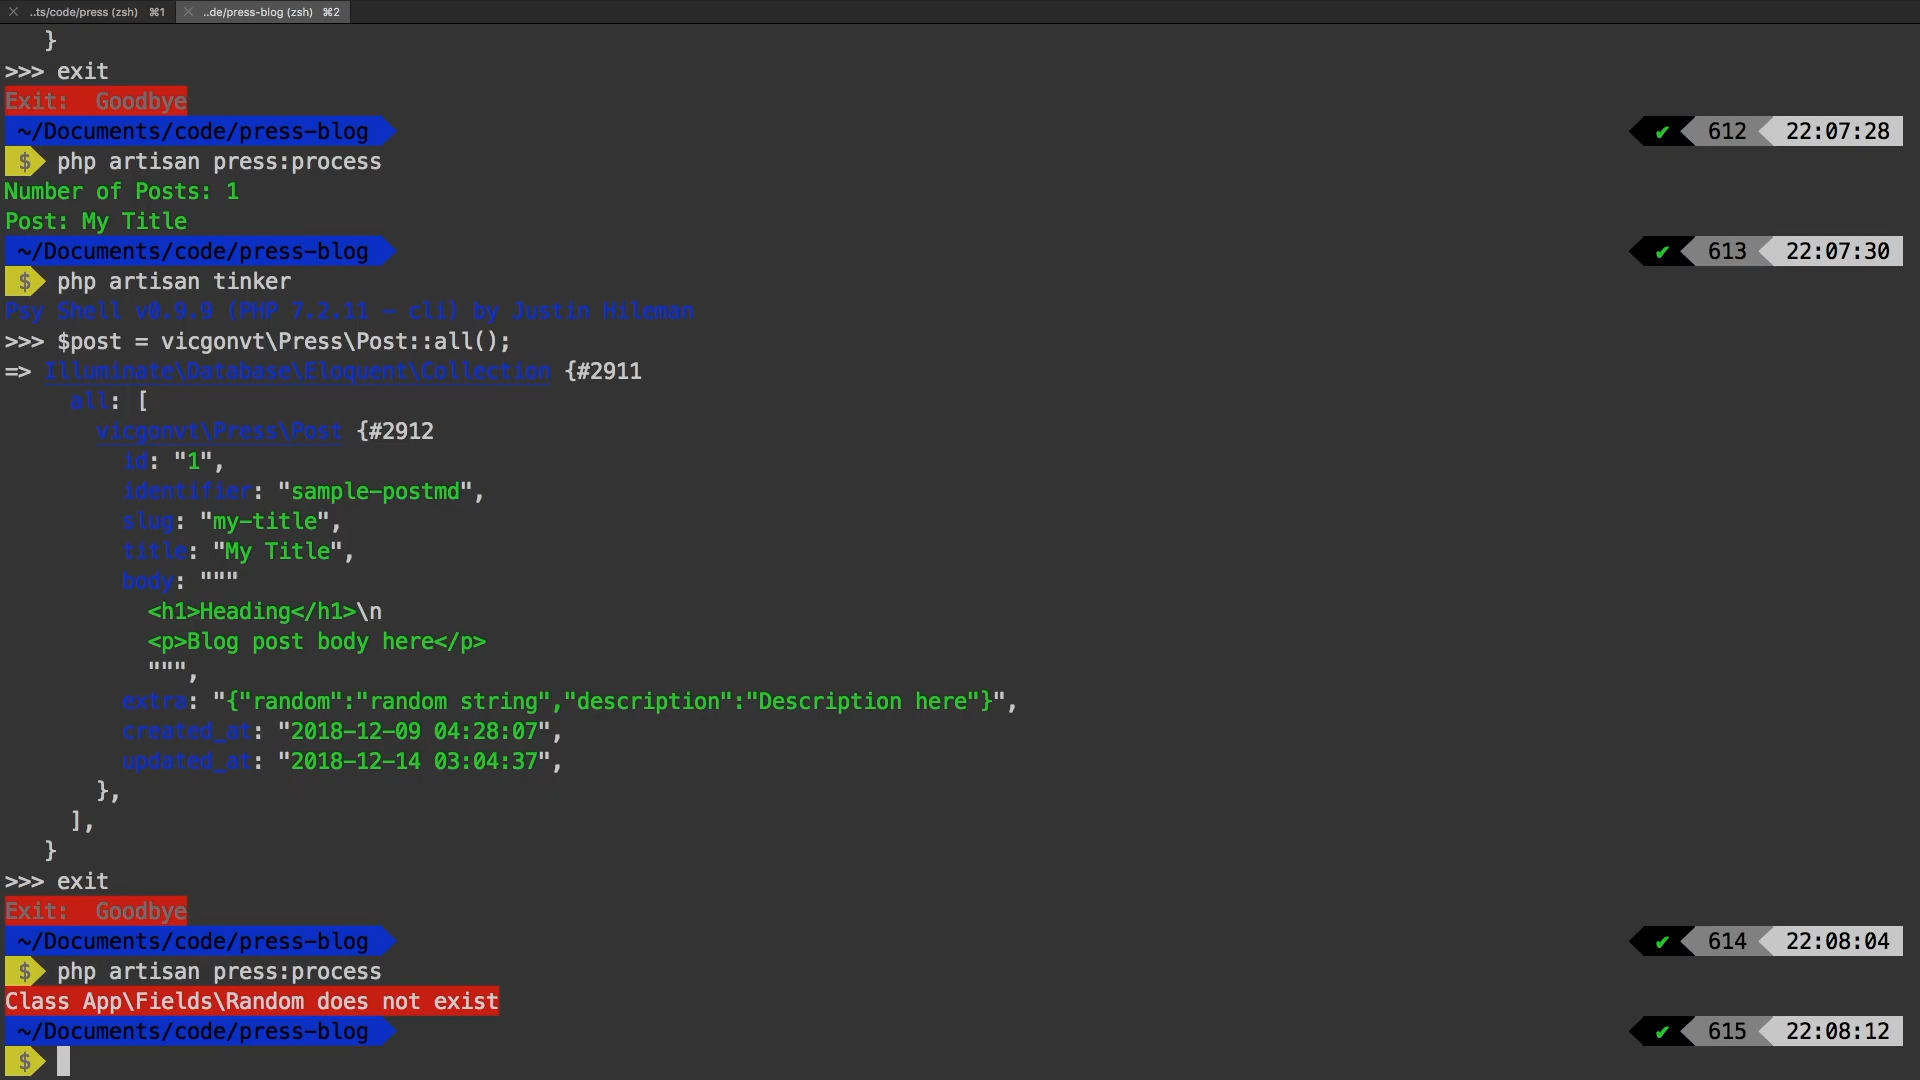 ..ts/code/press (zsh) ⌘1 ..de/press-blog (zsh) ⌘2
}
>>> exit
Exit:  Goodbye
~/Documents/code/press-blog ✔ 612 22:07:28
$ php artisan press:process
Number of Posts: 1
Post: My Title
~/Documents/code/press-blog ✔ 613 22:07:30
$ php artisan tinker
Psy Shell v0.9.9 (PHP 7.2.11 – cli) by Justin Hileman
>>> $post = vicgonvt\Press\Post::all();
=> Illuminate\Database\Eloquent\Collection {#2911
all: [
vicgonvt\Press\Post {#2912
id: "1",
identifier: "sample-postmd",
slug: "my-title",
title: "My Title",
body: """
<h1>Heading</h1>\n
<p>Blog post body here</p>
""",
extra: "{"random":"random string","description":"Description here"}",
created_at: "2018-12-09 04:28:07",
updated_at: "2018-12-14 03:04:37",
},
],
}
>>> exit
Exit:  Goodbye
~/Documents/code/press-blog ✔ 614 22:08:04
$ php artisan press:process
Class App\Fields\Random does not exist
~/Documents/code/press-blog ✔ 615 22:08:12
$